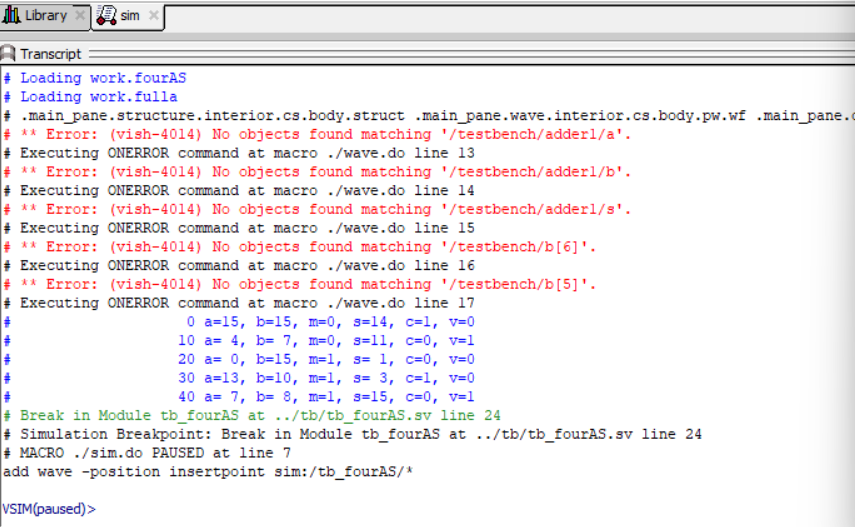 Library
sim
Transcript
# Loading work.fourAS
# Loading work.fulla
# .main_pane.structure.interior.cs.body.struct .main_pane.wave.interior.cs.body.pw.wf .main_pane.
# ** Error: (vish-4014) No objects found matching '/testbench/adder1/a'.
# Executing ONERROR command at macro ./wave.do line 13
# ** Error: (vish-4014) No objects found matching '/testbench/adder1/b'.
# Executing ONERROR command at macro ./wave.do line 14
# ** Error: (vish-4014) No objects found matching '/testbench/adder1/s'.
# Executing ONERROR command at macro ./wave.do line 15
# ** Error: (vish-4014) No objects found matching '/testbench/b[6]'.
# Executing ONERROR command at macro ./wave.do line 16
# ** Error: (vish-4014) No objects found matching '/testbench/b[5]'.
# Executing ONERROR command at macro ./wave.do line 17
#                    0 a=15, b=15, m=0, s=14, c=1, v=0
#                   10 a= 4, b= 7, m=0, s=11, c=0, v=1
#                   20 a= 0, b=15, m=1, s= 1, c=0, v=0
#                   30 a=13, b=10, m=1, s= 3, c=1, v=0
#                   40 a= 7, b= 8, m=1, s=15, c=0, v=1
# Break in Module tb_fourAS at ../tb/tb_fourAS.sv line 24
# Simulation Breakpoint: Break in Module tb_fourAS at ../tb/tb_fourAS.sv line 24
# MACRO ./sim.do PAUSED at line 7
add wave -position insertpoint sim:/tb_fourAS/*
VSIM(paused)>